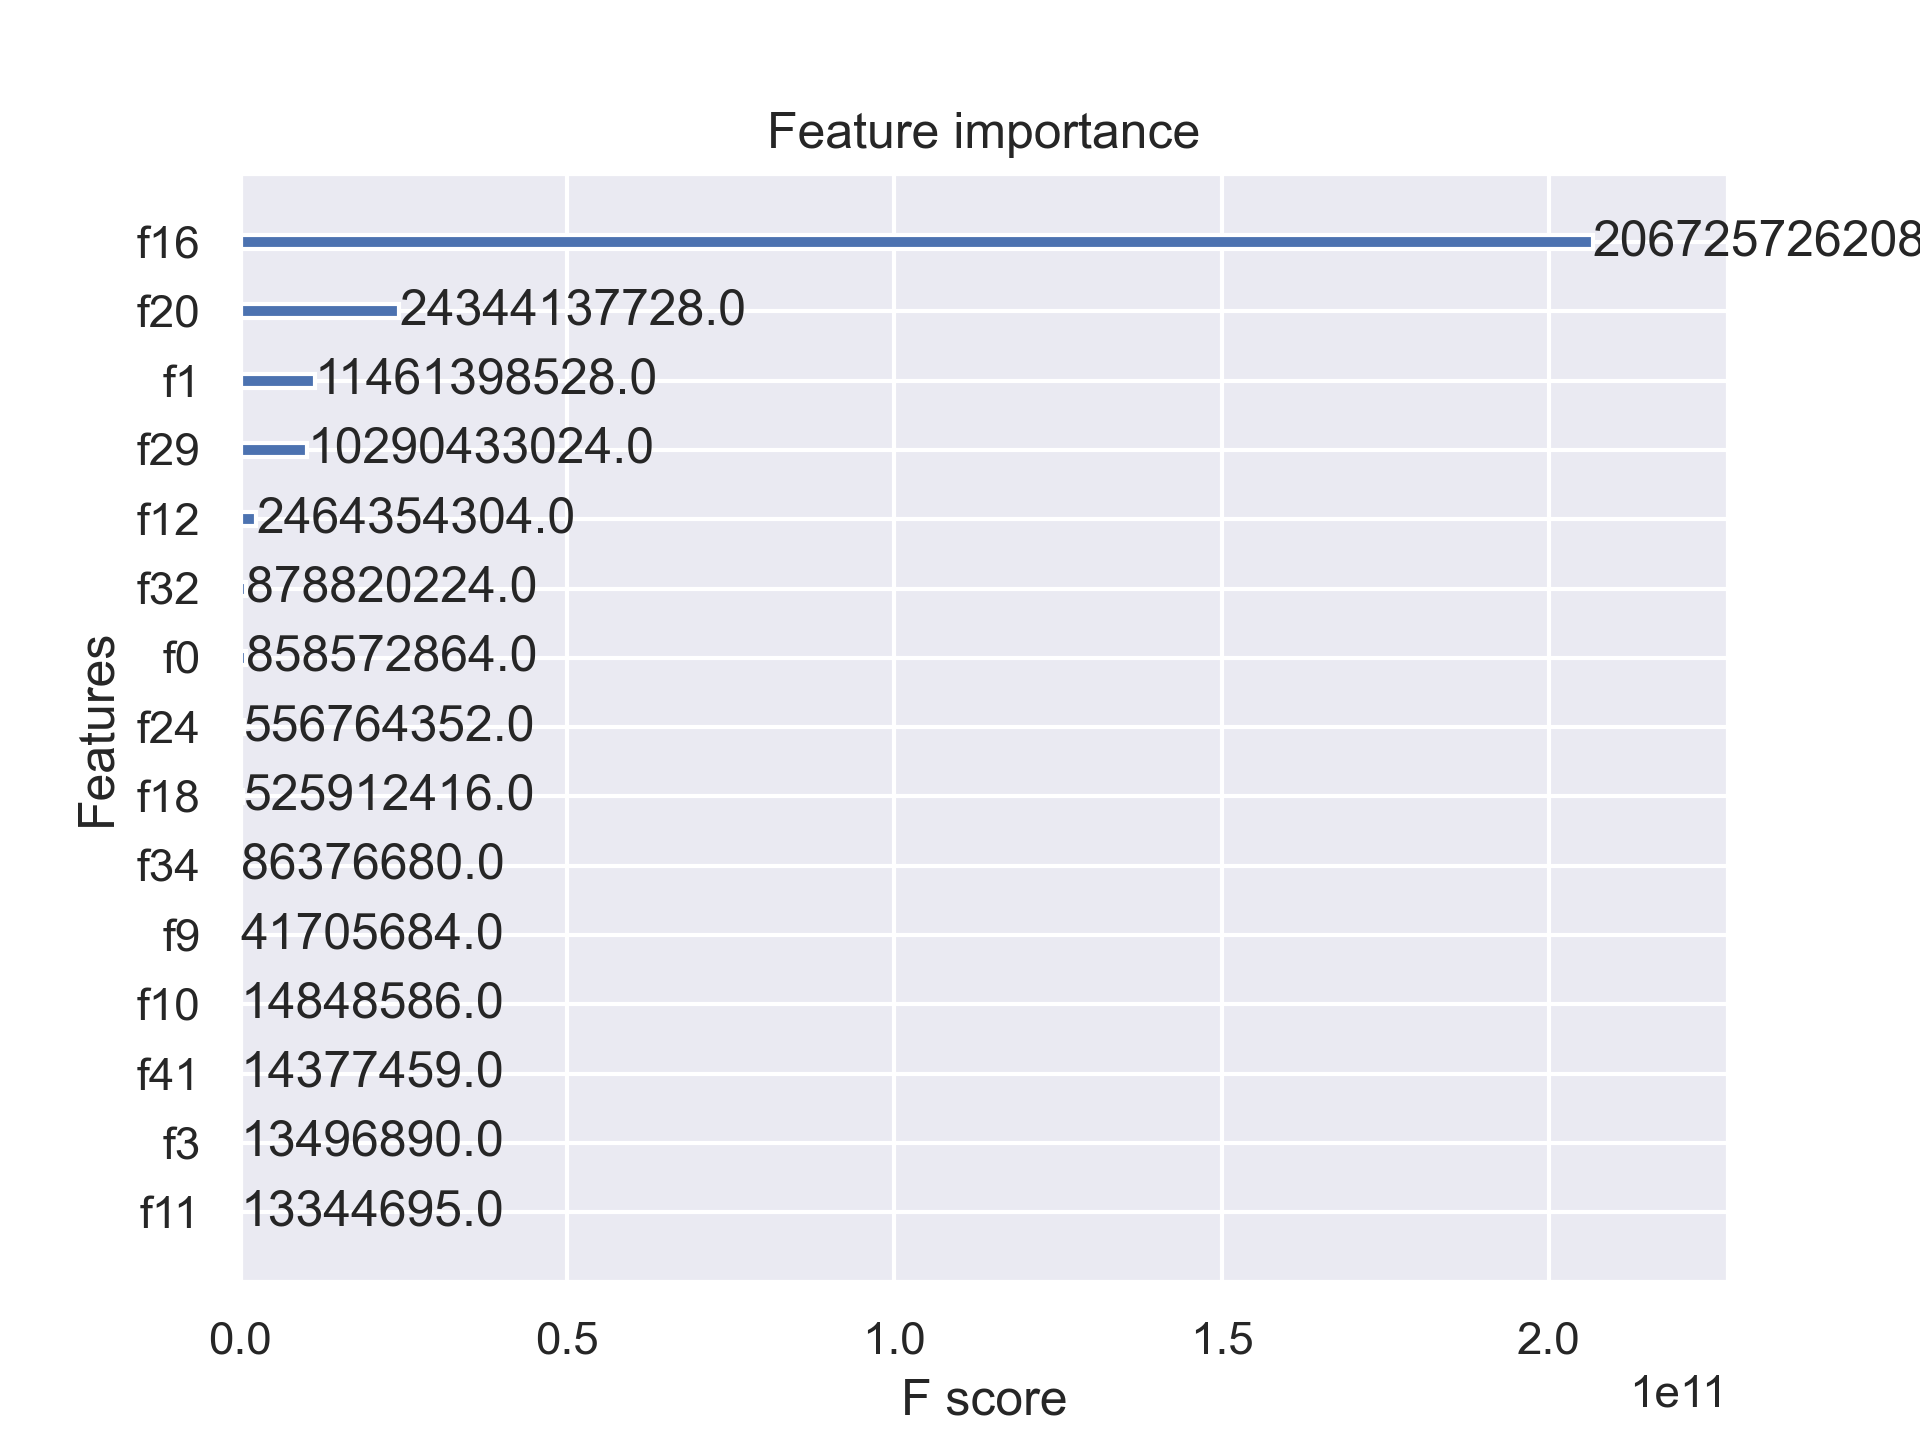 Feature importance
f16 206725726208
f20 24344137728.0
f1 11461398528.0
f29 10290433024.0
f12 2464354304.0
f32 878820224.0
f0 858572864.0
f24 556764352.0
f18 525912416.0
f34 86376680.0
f9 41705684.0
f10 14848586.0
f41 14377459.0
f3 13496890.0
f11 13344695.0
Features
0.0 0.5 1.0 1.5 2.0
1e11
F score